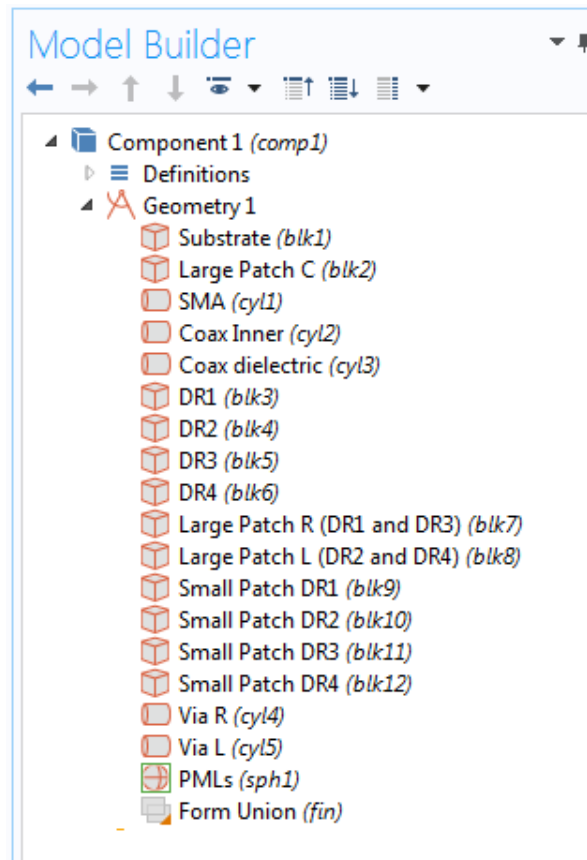 Model Builder
Component 1 (comp1)
Definitions
Geometry 1
Substrate (blk1)
Large Patch C (blk2)
SMA (cyl1)
Coax Inner (cyl2)
Coax dielectric (cyl3)
DR1 (blk3)
DR2 (blk4)
DR3 (blk5)
DR4 (blk6)
Large Patch R (DR1 and DR3) (blk7)
Large Patch L (DR2 and DR4) (blk8)
Small Patch DR1 (blk9)
Small Patch DR2 (blk10)
Small Patch DR3 (blk11)
Small Patch DR4 (blk12)
Via R (cyl4)
Via L (cyl5)
PMLs (sph1)
Form Union (fin)